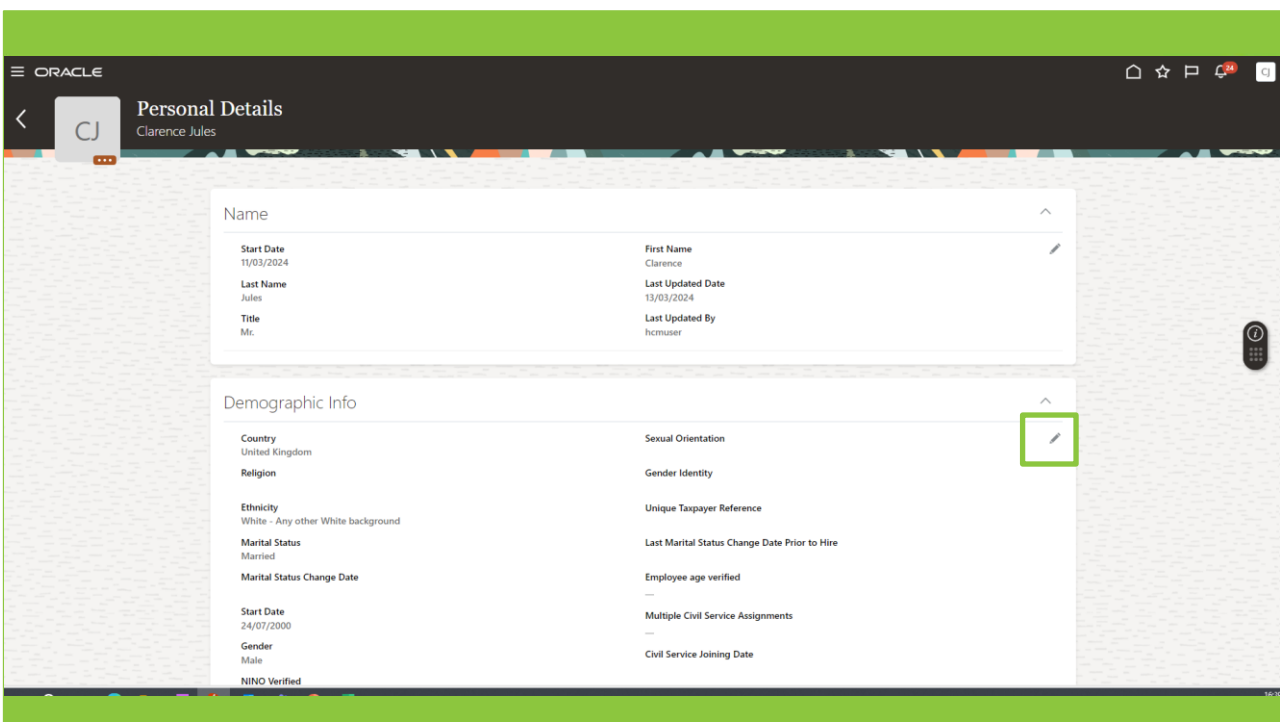 ORACLE
24
CJ
CJ
Personal Details
Clarence Jules
Name
Start Date
11/03/2024
First Name
Clarence
Last Name
Jules
Last Updated Date
13/03/2024
Title
Mr.
Last Updated By
hcmuser
Demographic Info
Country
United Kingdom
Sexual Orientation
Religion
Gender Identity
Ethnicity
White - Any other White background
Unique Taxpayer Reference
Marital Status
Married
Last Marital Status Change Date Prior to Hire
Marital Status Change Date
Employee age verified
—
Start Date
24/07/2000
Multiple Civil Service Assignments
—
Gender
Male
Civil Service Joining Date
NINO Verified